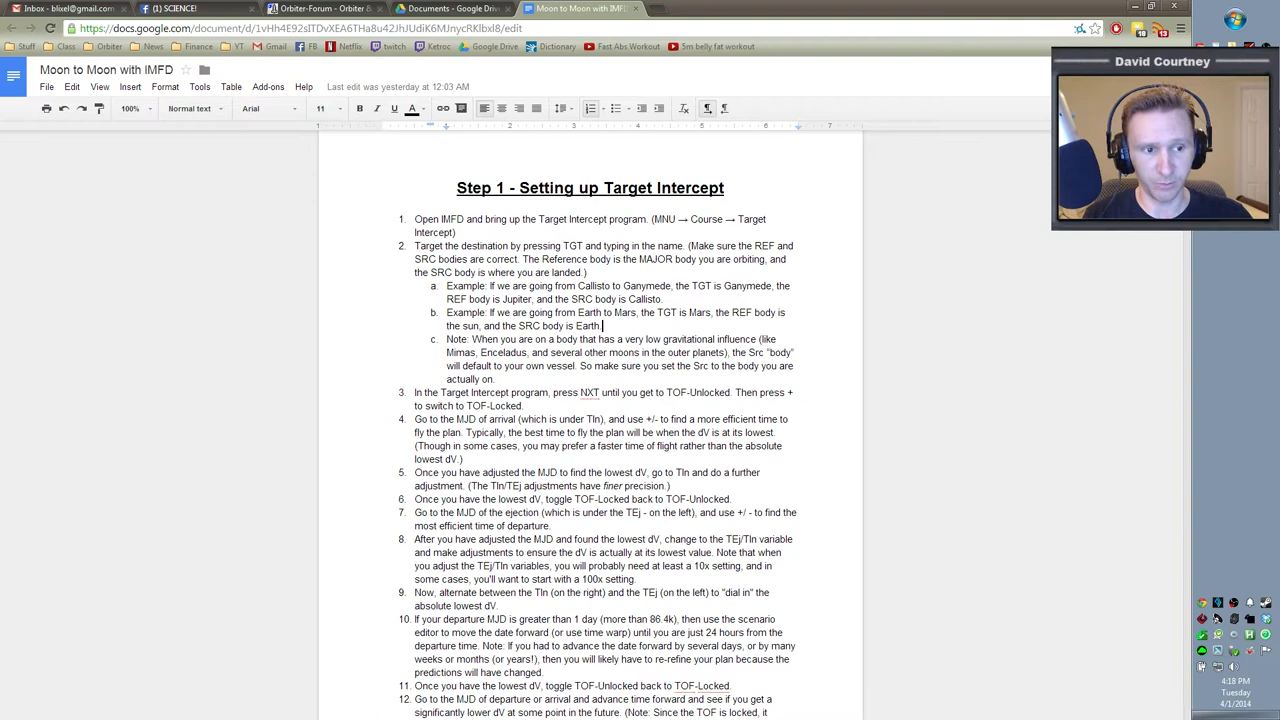 Inbox - blixel@gmail.com
(1) SCIENCE!
Orbiter-Forum - Orbiter &
Documents - Google Drive
Moon to Moon with IMFD
https://docs.google.com/document/d/1vHh4E92sITDvXEA6THa8u42JhJUdiK6MJnycRKlbxI8/edit
Stuff Class Orbiter News Finance YT Gmail FB Netflix twitch Ketroc Google Drive Dictionary Fast Abs Workout 5m belly fat workout
David Courtney
Moon to Moon with IMFD
File Edit View Insert Format Tools Table Add-ons Help Last edit was yesterday at 12:03 AM
100% Normal text Arial 11 B I U A
1 1 2 3 4 5 6 7
Step 1 - Setting up Target Intercept
1. Open IMFD and bring up the Target Intercept program. (MNU → Course → Target
Intercept)
2. Target the destination by pressing TGT and typing in the name. (Make sure the REF and
SRC bodies are correct. The Reference body is the MAJOR body you are orbiting, and
the SRC body is where you are landed.)
a. Example: If we are going from Callisto to Ganymede, the TGT is Ganymede, the
REF body is Jupiter, and the SRC body is Callisto.
b. Example: If we are going from Earth to Mars, the TGT is Mars, the REF body is
the sun, and the SRC body is Earth.
c. Note: When you are on a body that has a very low gravitational influence (like
Mimas, Enceladus, and several other moons in the outer planets), the Src "body"
will default to your own vessel. So make sure you set the Src to the body you are
actually on.
3. In the Target Intercept program, press NXT until you get to TOF-Unlocked. Then press +
to switch to TOF-Locked.
4. Go to the MJD of arrival (which is under TIn), and use +/- to find a more efficient time to
fly the plan. Typically, the best time to fly the plan will be when the dV is at its lowest.
(Though in some cases, you may prefer a faster time of flight rather than the absolute
lowest dV.)
5. Once you have adjusted the MJD to find the lowest dV, go to TIn and do a further
adjustment. (The TIn/TEj adjustments have finer precision.)
6. Once you have the lowest dV, toggle TOF-Locked back to TOF-Unlocked.
7. Go to the MJD of the ejection (which is under the TEj - on the left), and use +/ - to find the
most efficient time of departure.
8. After you have adjusted the MJD and found the lowest dV, change to the TEj/TIn variable
and make adjustments to ensure the dV is actually at its lowest value. Note that when
you adjust the TEj/TIn variables, you will probably need at least a 10x setting, and in
some cases, you'll want to start with a 100x setting.
9. Now, alternate between the TIn (on the right) and the TEj (on the left) to "dial in" the
absolute lowest dV.
10. If your departure MJD is greater than 1 day (more than 86.4k), then use the scenario
editor to move the date forward (or use time warp) until you are just 24 hours from the
departure time. Note: If you had to advance the date forward by several days, or by many
weeks or months (or years!), then you will likely have to re-refine your plan because the
predictions will have changed.
11. Once you have the lowest dV, toggle TOF-Unlocked back to TOF-Locked.
12. Go to the MJD of departure or arrival and advance time forward and see if you get a
significantly lower dV at some point in the future. (Note: Since the TOF is locked, it
4:18 PM
Tuesday
4/1/2014